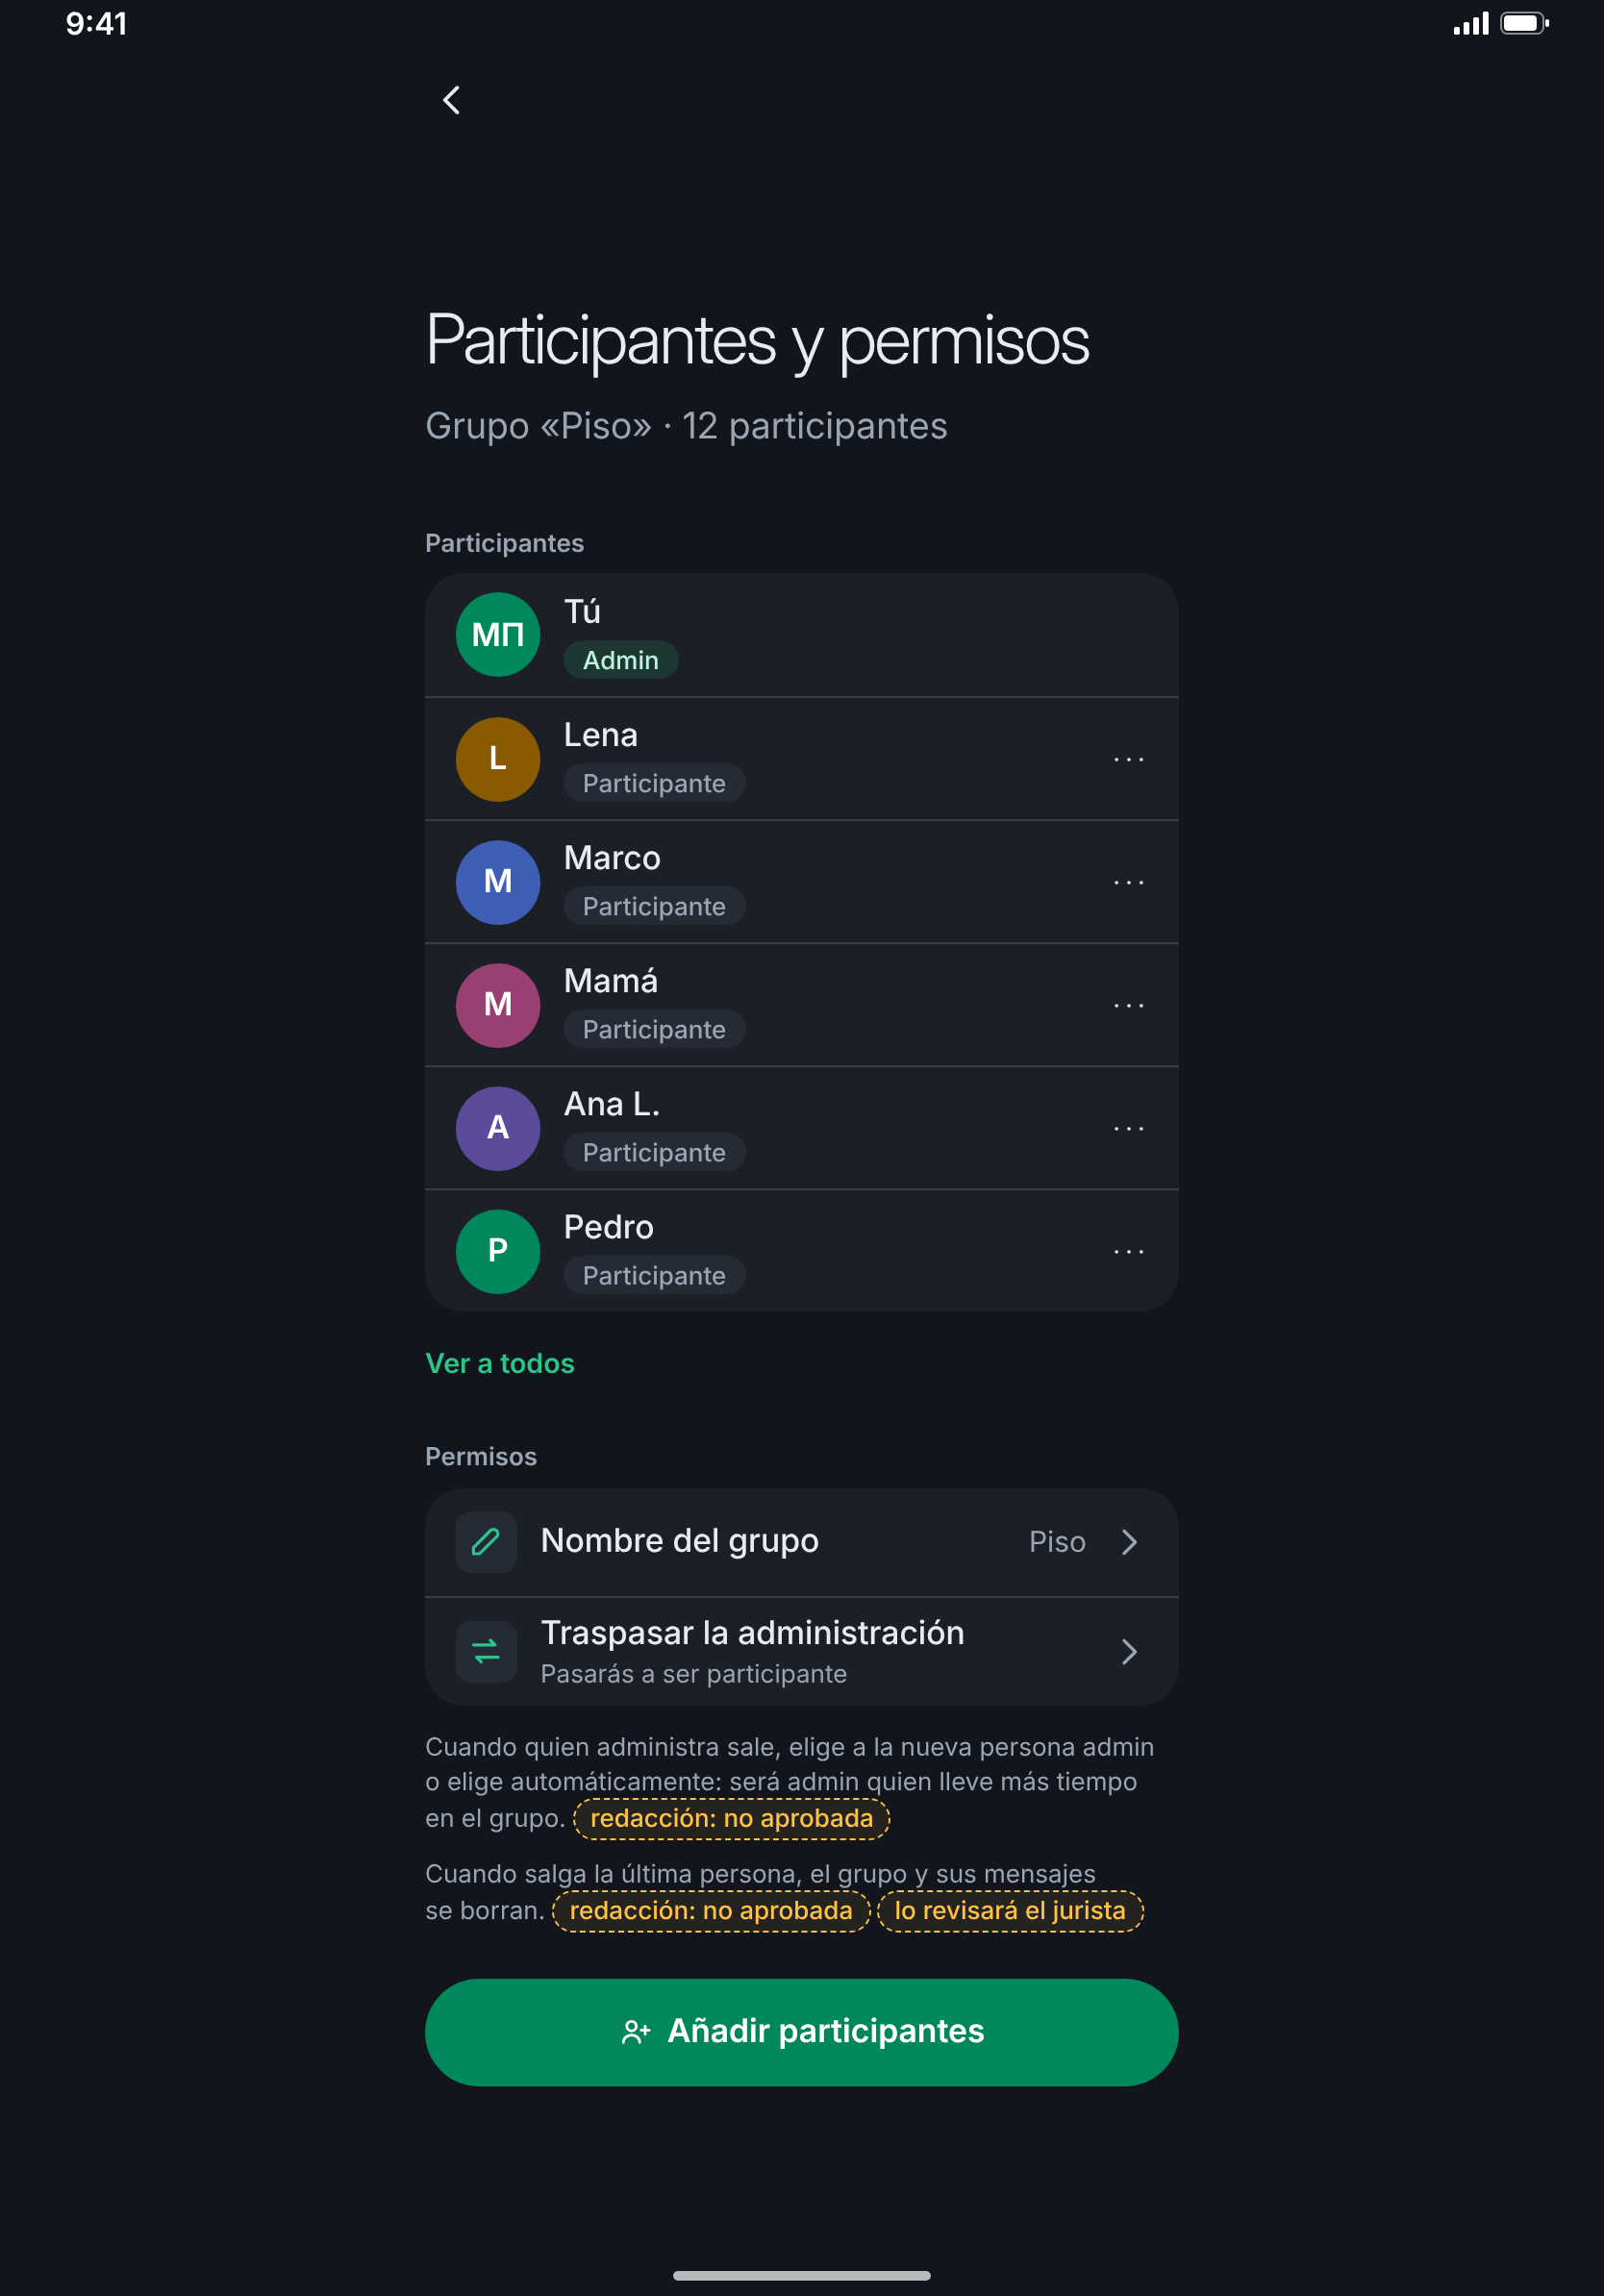 9:41
Participantes y permisos
Grupo «Piso» · 12 participantes
Participantes
МП
Tú
Admin
L
Lena
Participante
M
Marco
Participante
M
Mamá
Participante
A
Ana L.
Participante
P
Pedro
Participante
Ver a todos
Permisos
Nombre del grupo
Piso
Traspasar la administración
Pasarás a ser participante
Cuando quien administra sale, elige a la nueva persona admin
o elige automáticamente: será admin quien lleve más tiempo
en el grupo. redacción: no aprobada
Cuando salga la última persona, el grupo y sus mensajes
se borran. redacción: no aprobada lo revisará el jurista
Añadir participantes